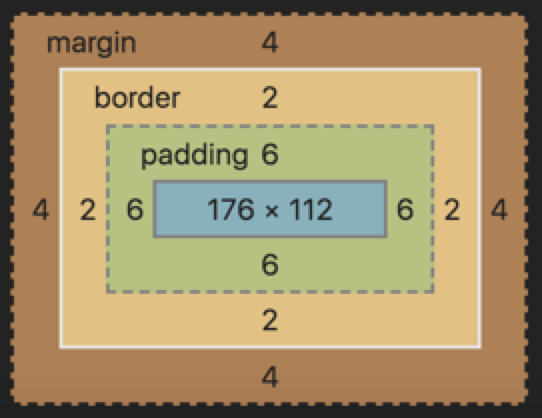 margin 4
border 2
padding 6
4 2 6 176 × 112 6 2 4
6
2
4